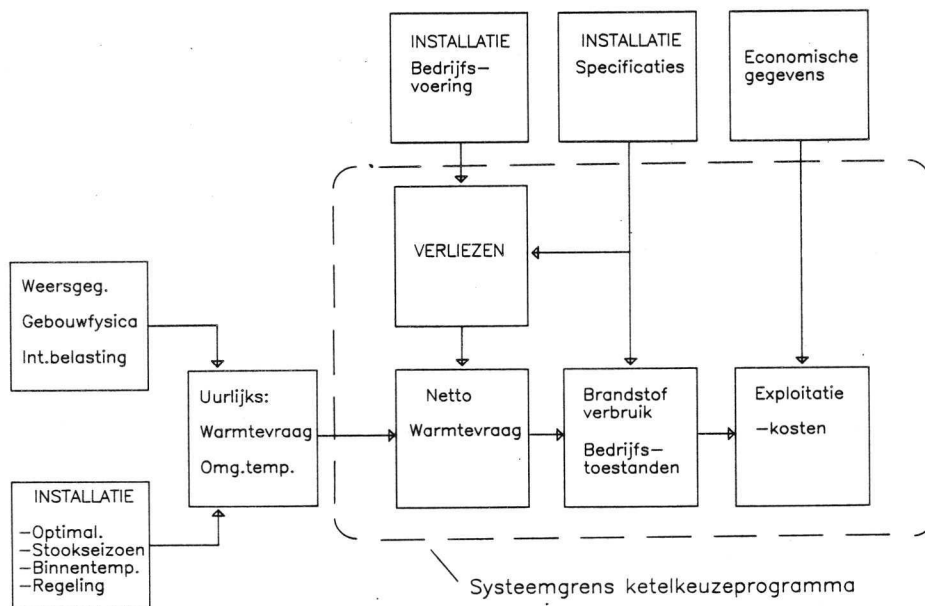 INSTALLATIE
Bedrijfs-
voering
INSTALLATIE
Specificaties
Economische
gegevens
VERLIEZEN
Weersgeg.
Gebouwfysica
Int.belasting
Uurlijks:
Warmtevraag
Omg.temp.
Netto
Warmtevraag
Brandstof
verbruik
Bedrijfs-
toestanden
Exploitatie
-kosten
INSTALLATIE
-Optimal.
-Stookseizoen
-Binnentemp.
-Regeling
Systeemgrens ketelkeuzeprogramma